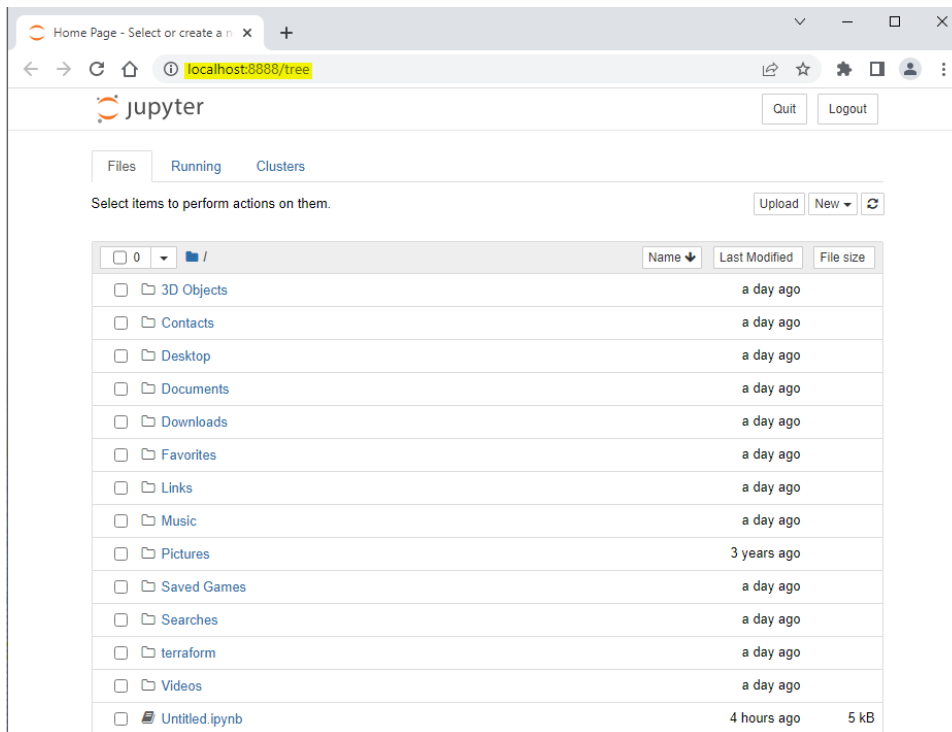 Home Page - Select or create a n
localhost:8888/tree
jupyter
Quit Logout
Files Running Clusters
Select items to perform actions on them.
Upload New
0 / Name Last Modified File size
3D Objects a day ago
Contacts a day ago
Desktop a day ago
Documents a day ago
Downloads a day ago
Favorites a day ago
Links a day ago
Music a day ago
Pictures 3 years ago
Saved Games a day ago
Searches a day ago
terraform a day ago
Videos a day ago
Untitled.ipynb 4 hours ago 5 kB